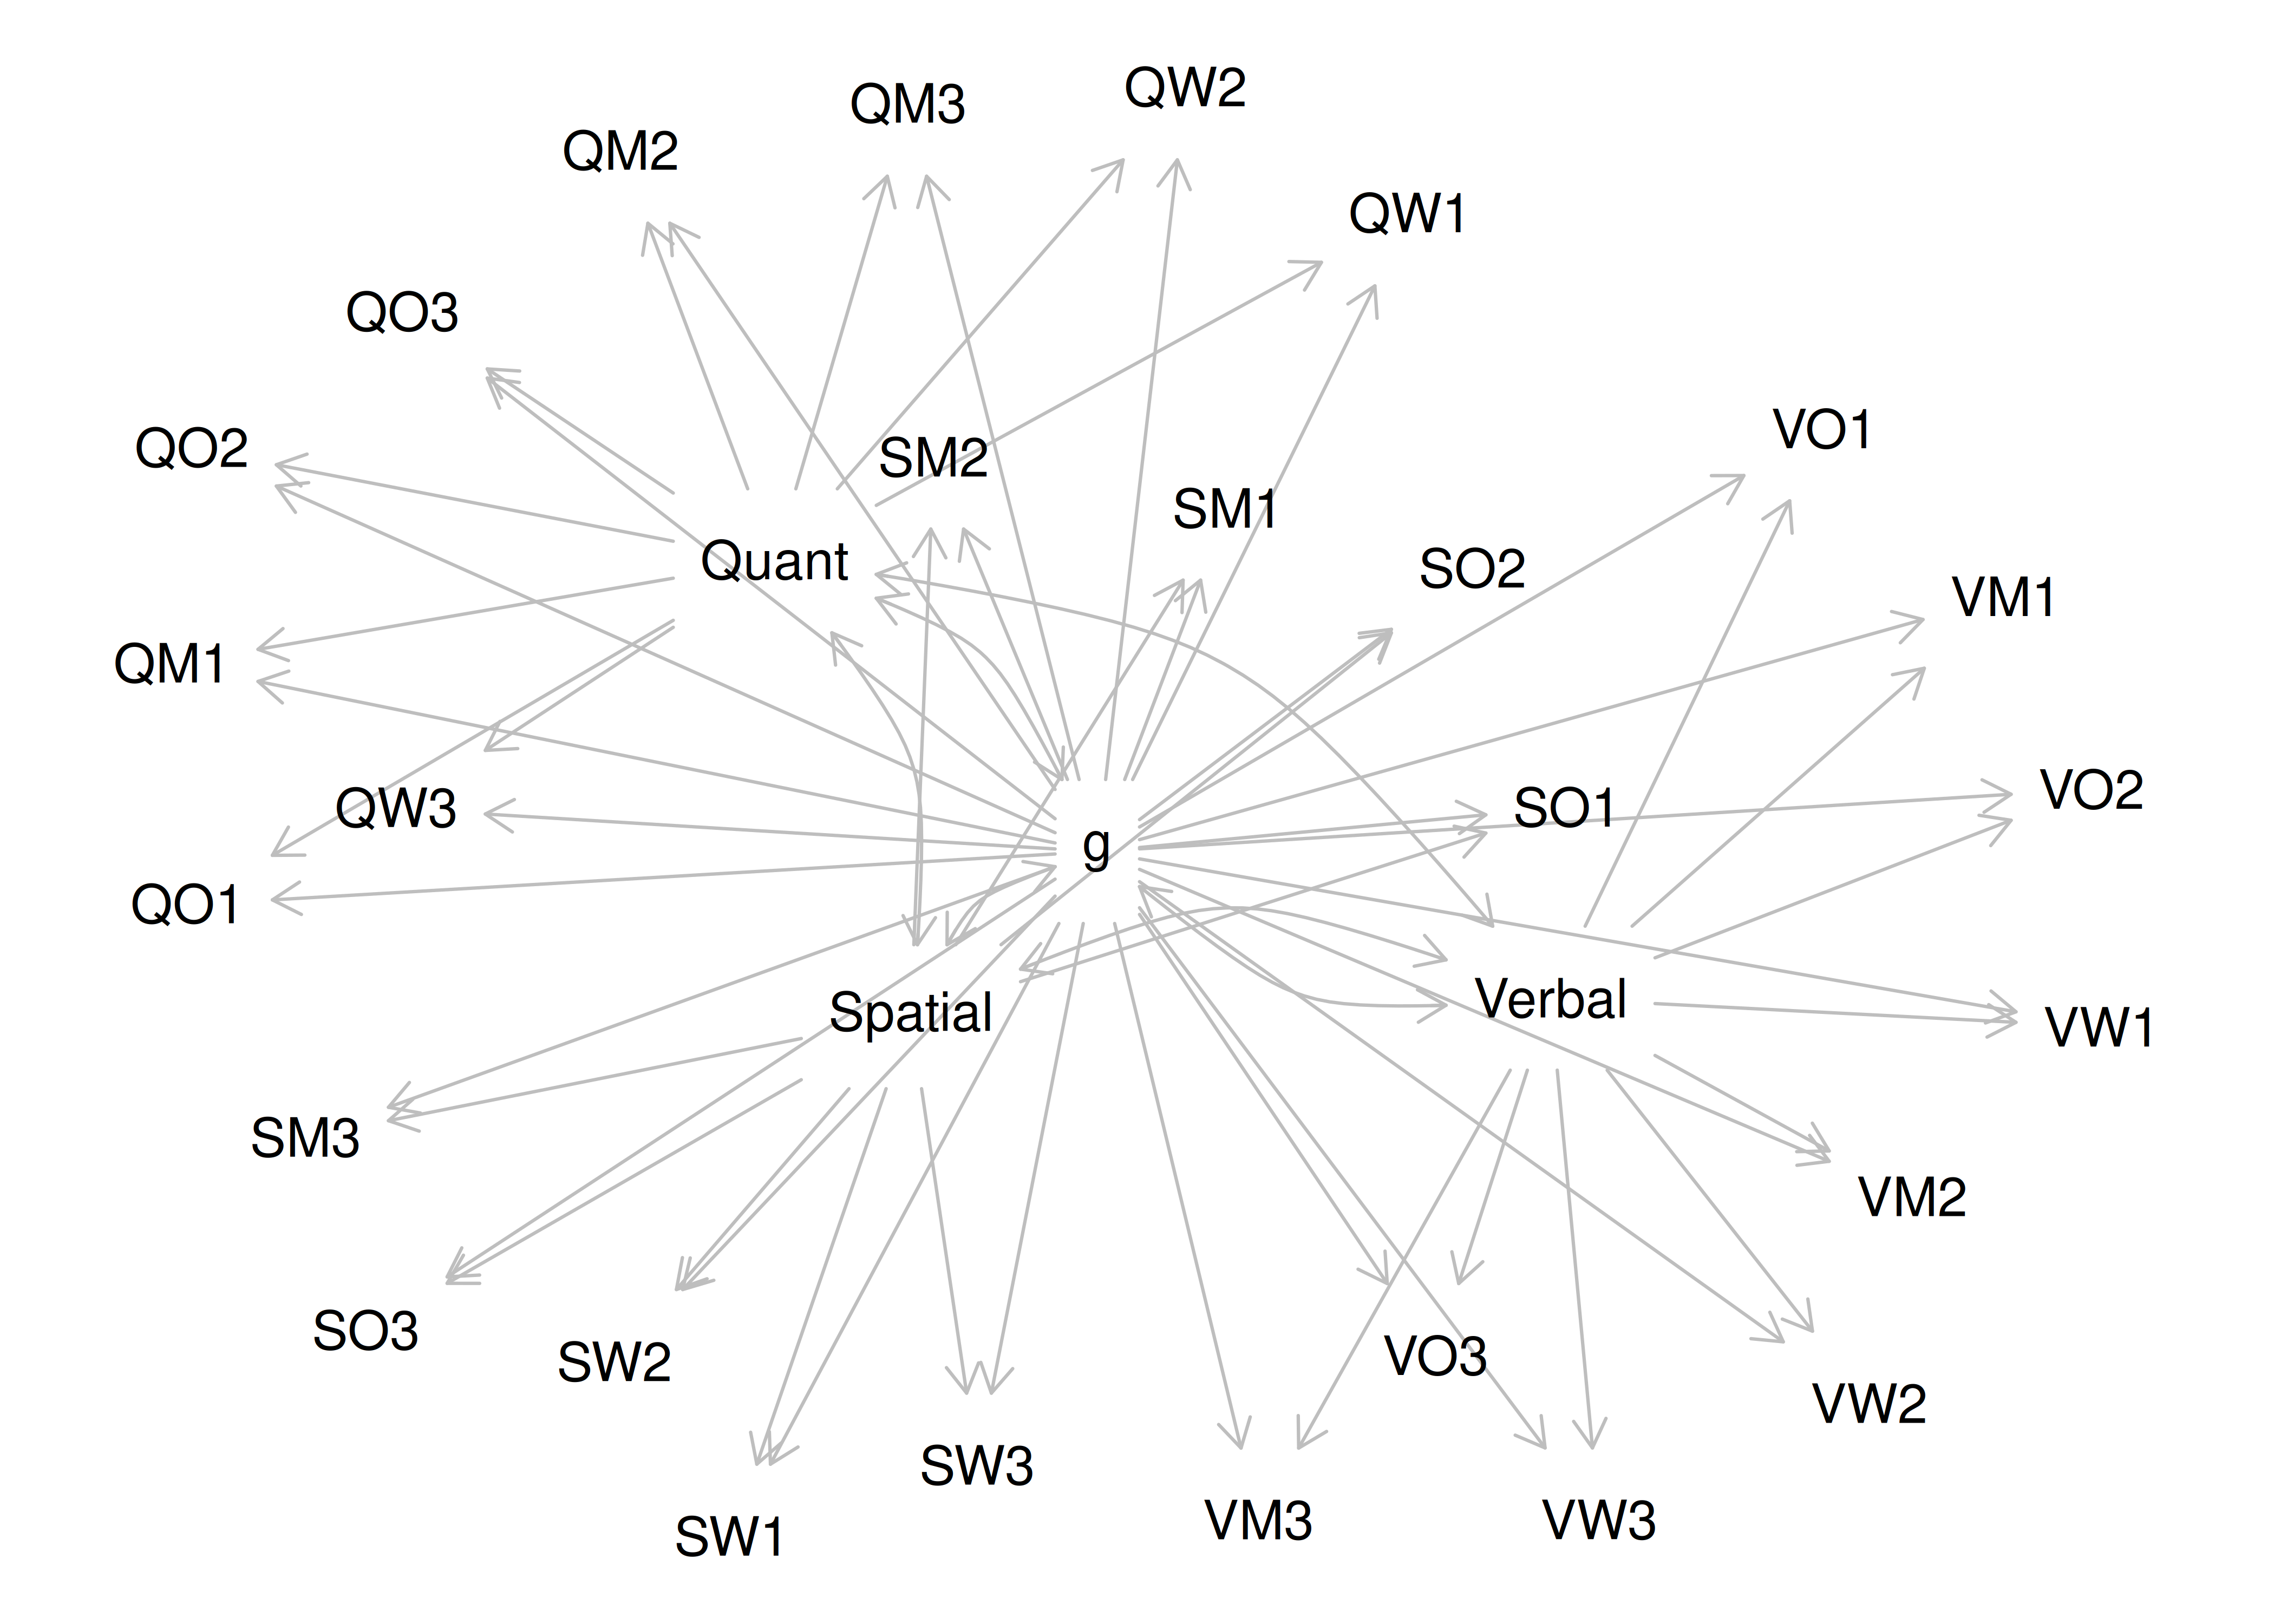 QW2
QM3
QM2
QW1
QO3
VO1
QO2
SM2
SM1
Quant
SO2
VM1
QM1
VO2
QW3
SO1
g
QO1
Verbal
Spatial
VW1
SM3
VM2
SO3
VO3
SW2
VW2
SW3
VM3
VW3
SW1